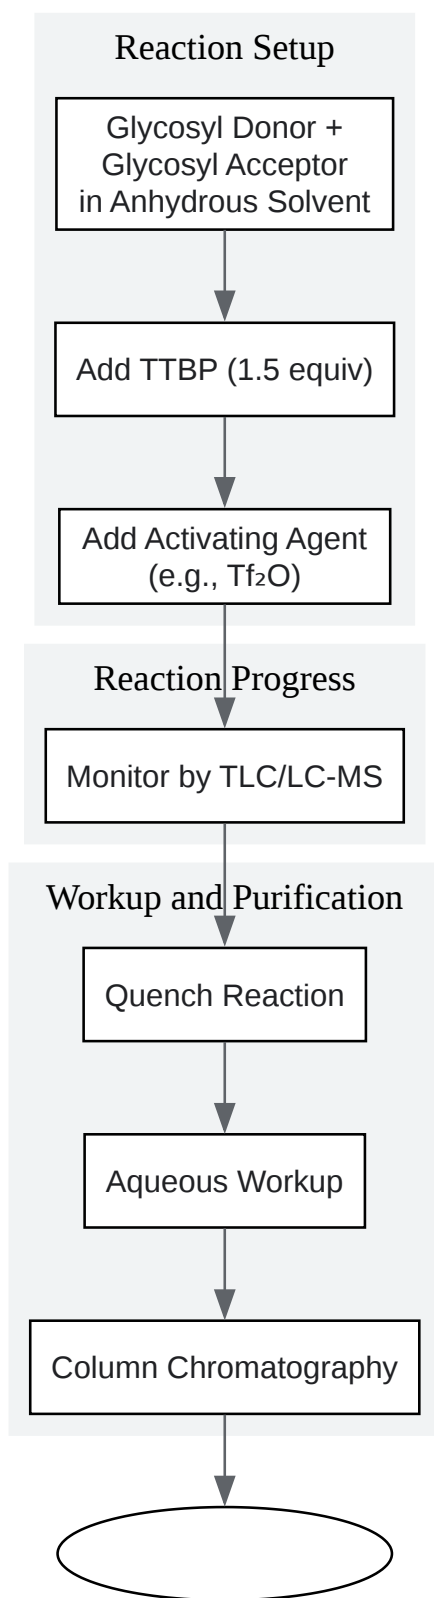 Reaction Setup
Glycosyl Donor +
Glycosyl Acceptor
in Anhydrous Solvent
Add TTBP (1.5 equiv)
Add Activating Agent
(e.g., Tf₂O)
Reaction Progress
Monitor by TLC/LC-MS
Workup and Purification
Quench Reaction
Aqueous Workup
Column Chromatography